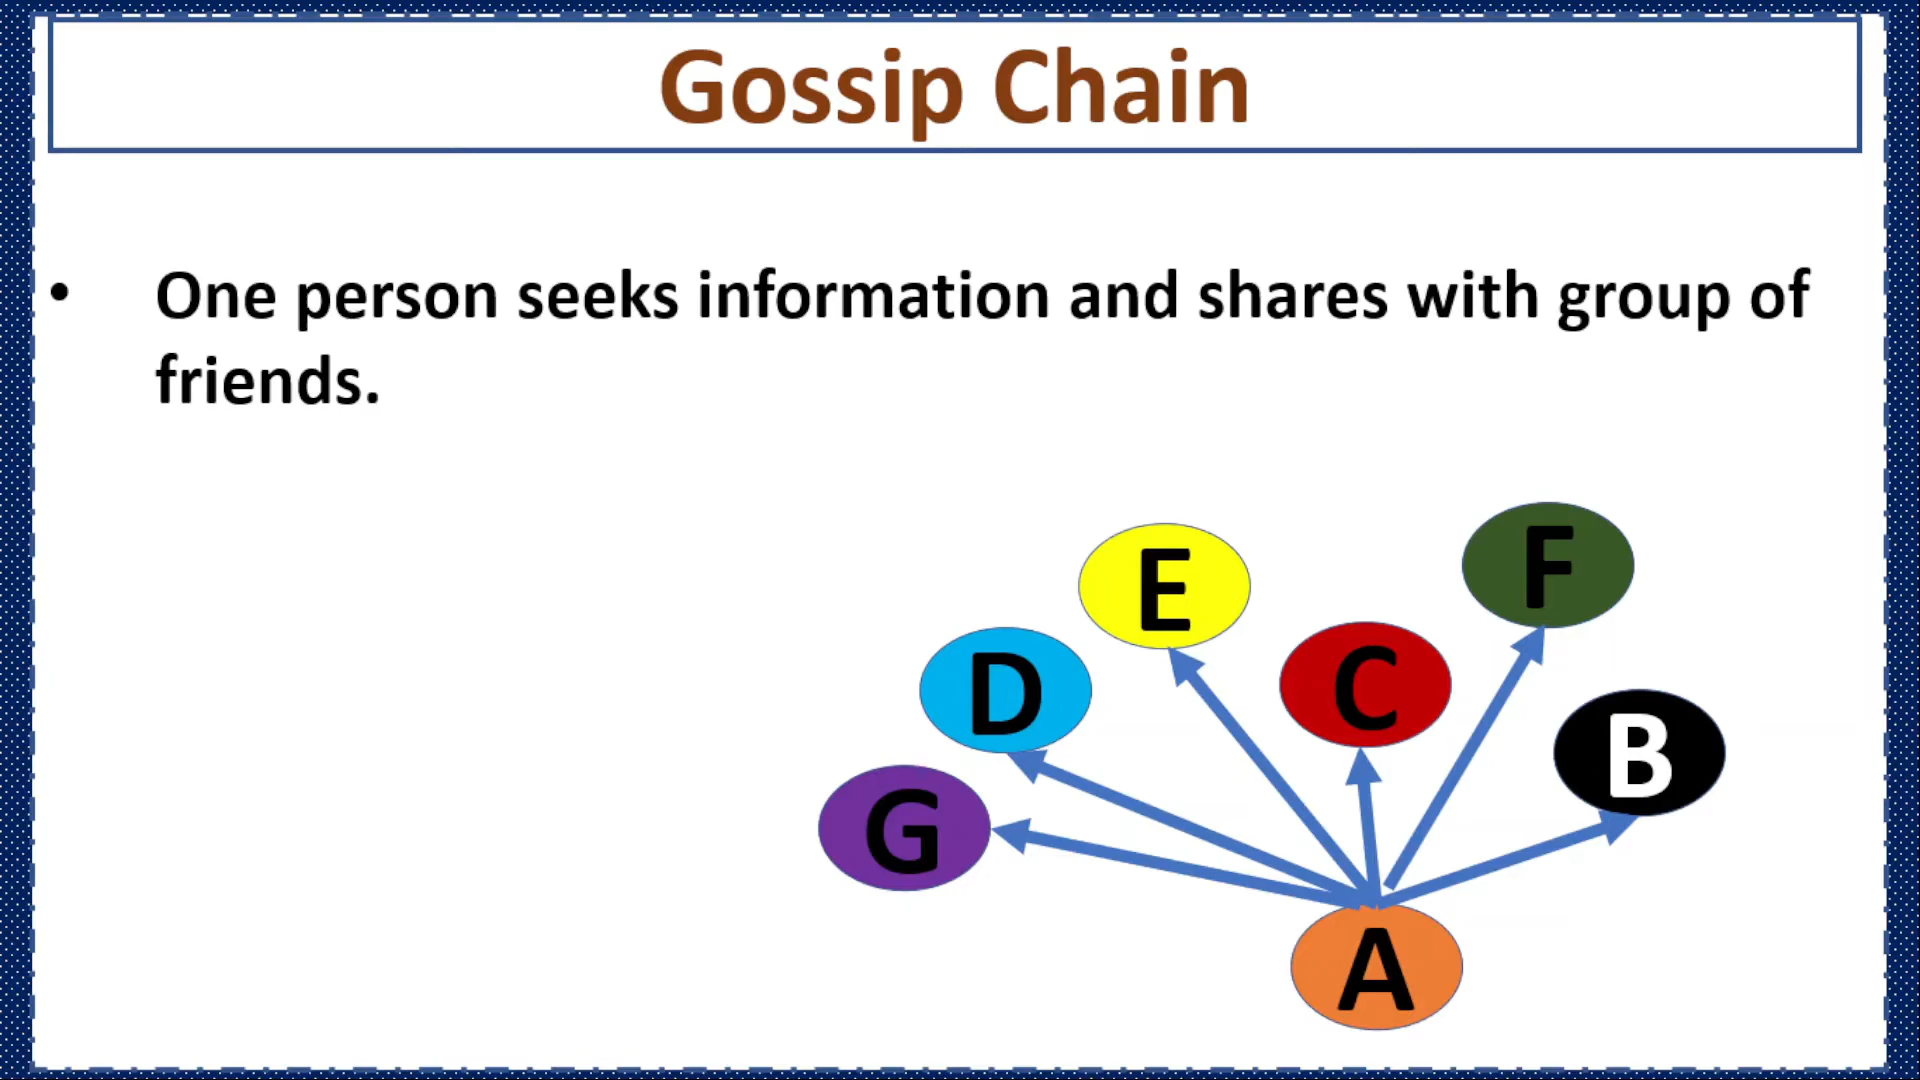 Gossip Chain
• One person seeks information and shares with group of
friends.
E
F
D
C
B
G
A